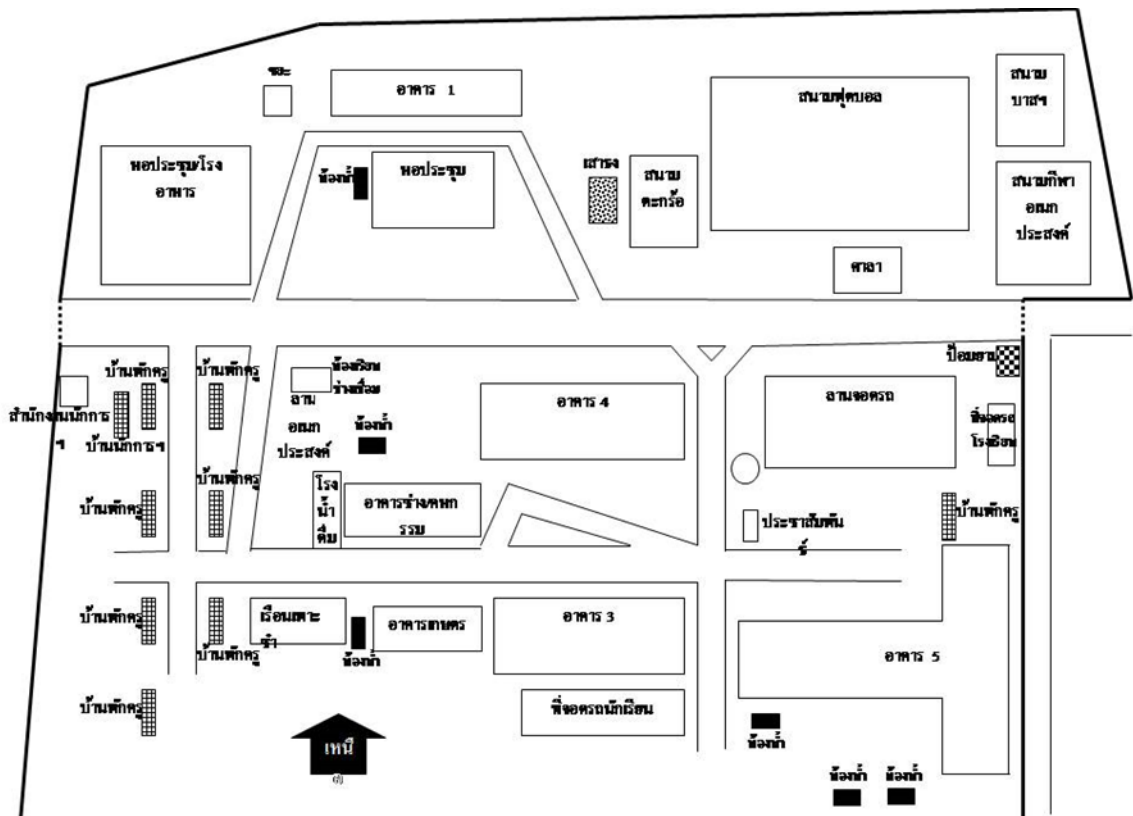 ขยะ
อาคาร 1
สนามฟุตบอล
สนาม
บาสฯ
หอประชุม/โรง
อาหาร
ห้องน้ำ
หอประชุม
เสาธง
สนาม
ตะกร้อ
สนามกีฬา
อเนก
ประสงค์
ศาลา
บ้านพักครู
บ้านพักครู
ห้องเรียน
ช่างเชื่อม
ป้อมยาม
สำนักงานนักการ
ฯ
บ้านนักการฯ
ลาน
อเนก
ประสงค์
ห้องน้ำ
อาคาร 4
ลานจอดรถ
ที่จอดรถ
โรงเรียน
บ้านพักครู
บ้านพักครู
โรง
น้ำ
ดื่ม
อาคารช่าง/คหก
รรม
ประชาสัมพัน
ธ์
บ้านพักครู
บ้านพักครู
บ้านพักครู
เรือนเพาะ
ชำ
ห้องน้ำ
อาคารเกษตร
อาคาร 3
อาคาร 5
บ้านพักครู
ที่จอดรถนักเรียน
เหนื
อ
ห้องน้ำ
ห้องน้ำ
ห้องน้ำ